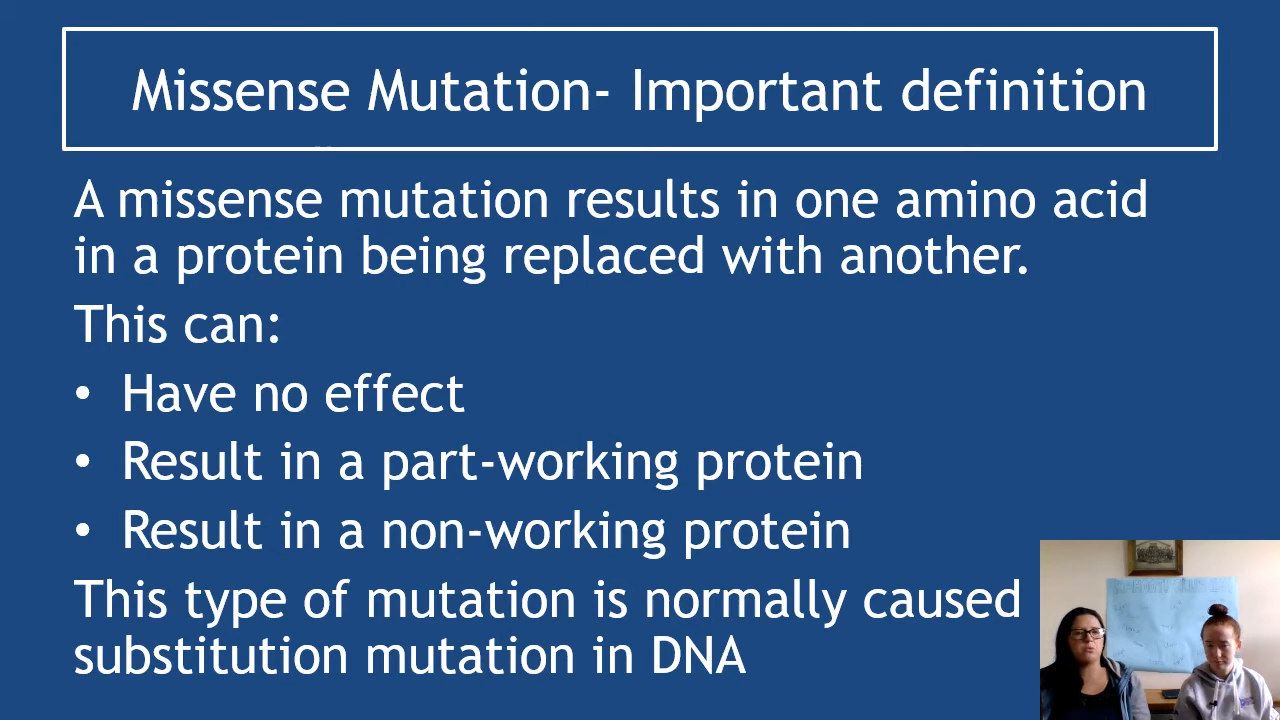 Missense Mutation- Important definition
A missense mutation results in one amino acid
in a protein being replaced with another.
This can:
• Have no effect
• Result in a part-working protein
• Result in a non-working protein
This type of mutation is normally caused
substitution mutation in DNA